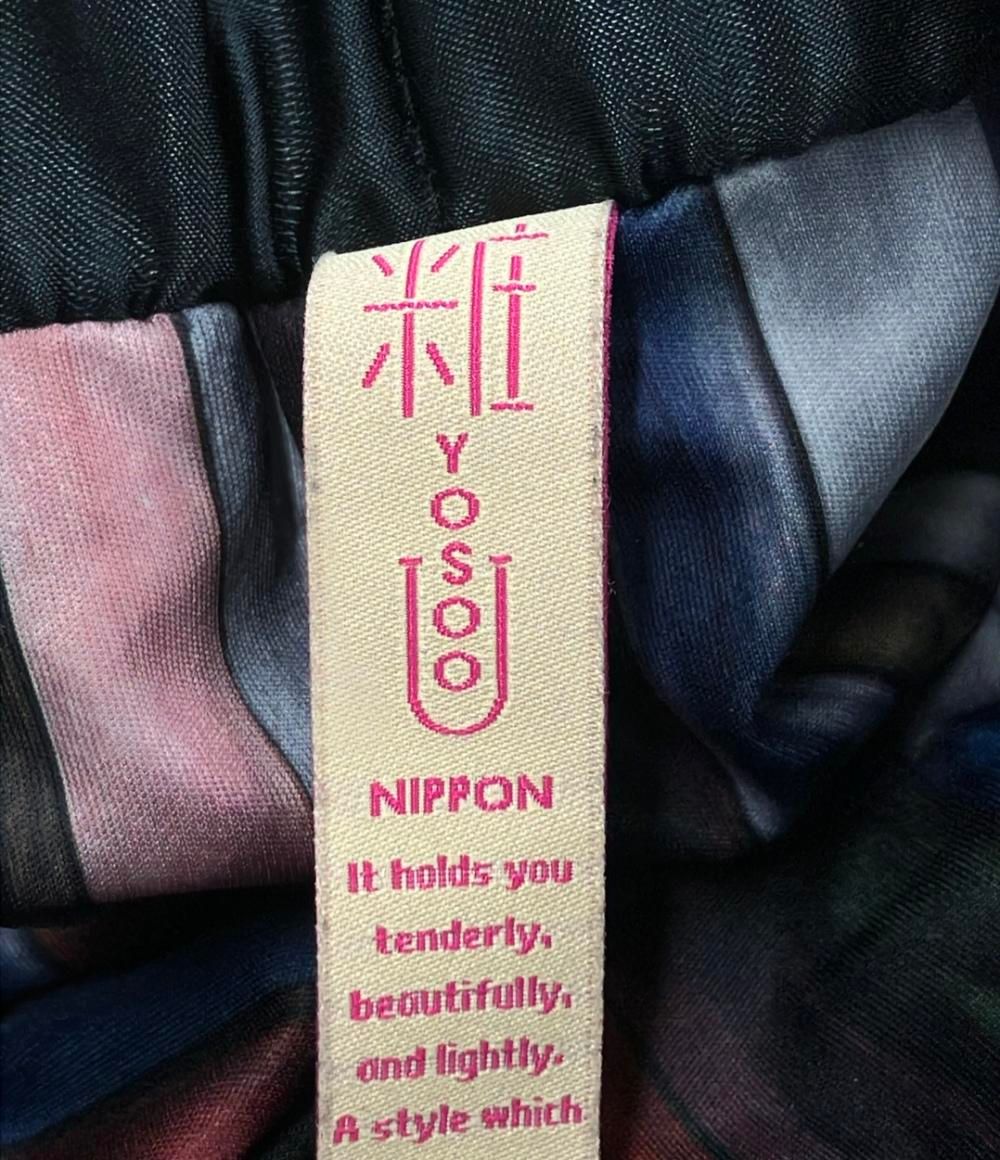 粧
YOSOO
NIPPON
It holds you
tenderly,
beautifully,
and lightly.
A style which